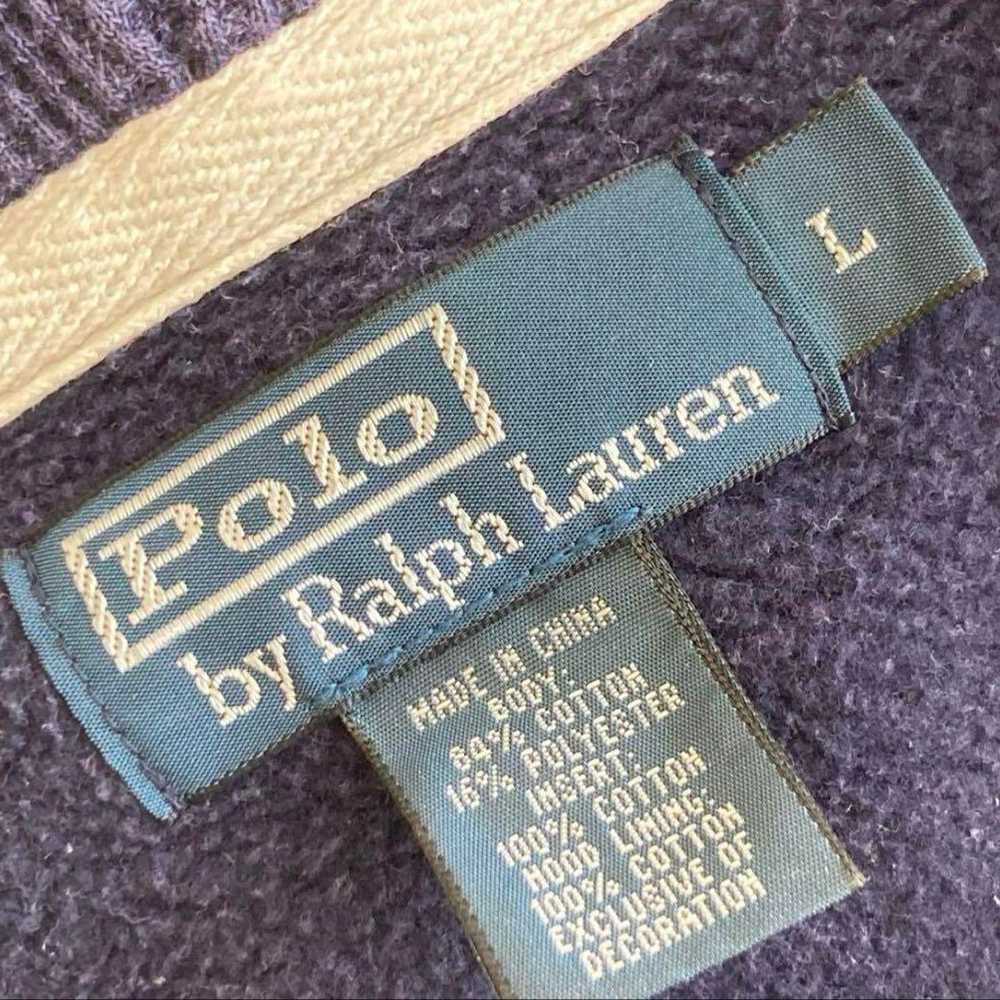 Polo
by Ralph Lauren
L
MADE IN CHINA
BODY:
84% COTTON
16% POLYESTER
INSERT:
100% COTTON
HOOD LINING:
100% COTTON
EXCLUSIVE OF
DECORATION